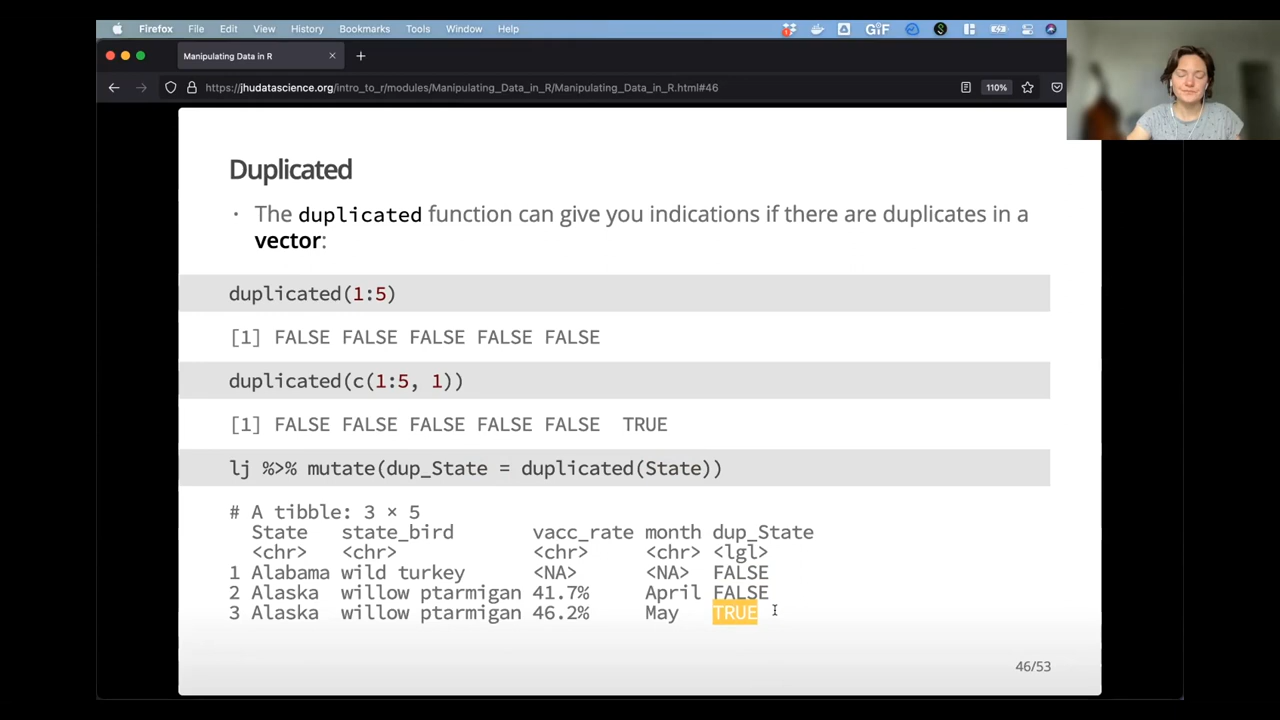 Firefox File Edit View History Bookmarks Tools Window Help
GiF
Manipulating Data in R
https://jhudatascience.org/intro_to_r/modules/Manipulating_Data_in_R/Manipulating_Data_in_R.html#46
110%
Duplicated
· The duplicated function can give you indications if there are duplicates in a
vector:
duplicated(1:5)
[1] FALSE FALSE FALSE FALSE FALSE
duplicated(c(1:5, 1))
[1] FALSE FALSE FALSE FALSE FALSE TRUE
lj %>% mutate(dup_State = duplicated(State))
# A tibble: 3 × 5
State state_bird vacc_rate month dup_State
<chr> <chr> <chr> <chr> <lgl>
1 Alabama wild turkey <NA> <NA> FALSE
2 Alaska willow ptarmigan 41.7% April FALSE
3 Alaska willow ptarmigan 46.2% May TRUE
46/53